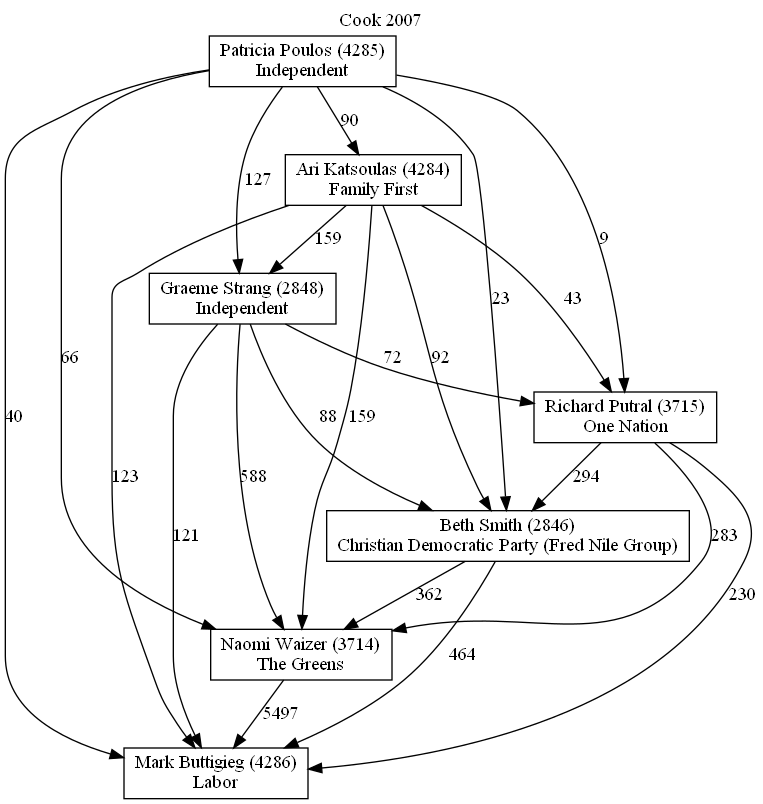 Cook 2007
Patricia Poulos (4285)
Independent
90
Ari Katsoulas (4284)
Family First
127
159
9
Graeme Strang (2848)
Independent
23
43
40
66
72
92
Richard Putral (3715)
One Nation
88
159
123
588
294
Beth Smith (2846)
Christian Democratic Party (Fred Nile Group)
121
283
362
230
Naomi Waizer (3714)
The Greens
464
5497
Mark Buttigieg (4286)
Labor